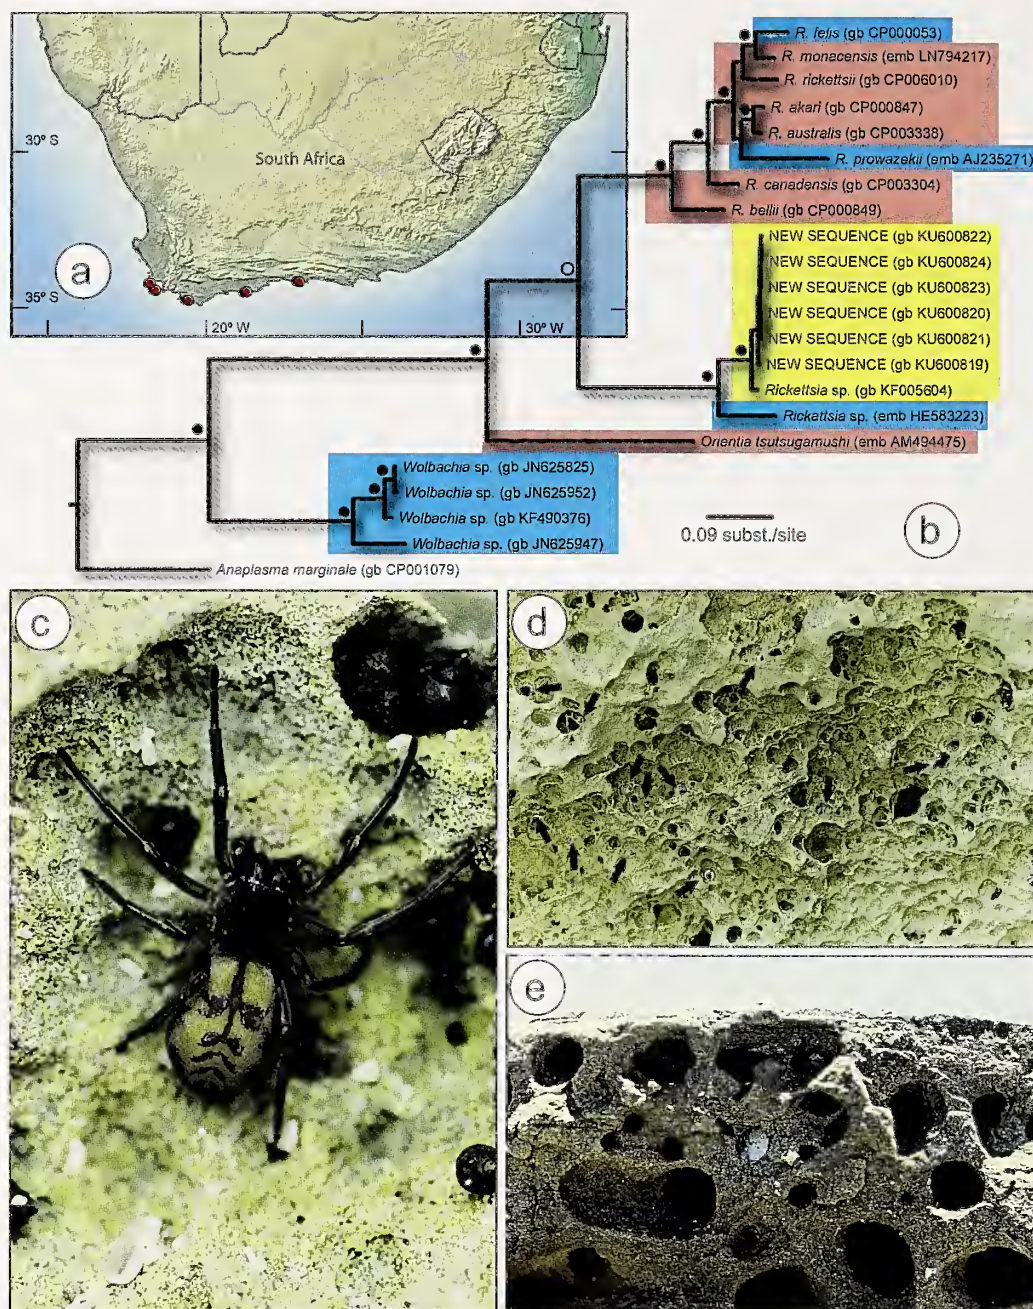 30° S
South Africa
a
35° S
20° W
30° W
R. felis (gb CP000053)
R. monacensis (emb LN794217)
R. rickettsii (gb CP006010)
R. akari (gb CP000847)
R. australis (gb CP003338)
R. prowazekii (emb AJ235271)
R. canadensis (gb CP003304)
R. bellii (gb CP000849)
NEW SEQUENCE (gb KU600822)
NEW SEQUENCE (gb KU600824)
NEW SEQUENCE (gb KU600823)
NEW SEQUENCE (gb KU600820)
NEW SEQUENCE (gb KU600821)
NEW SEQUENCE (gb KU600819)
Rickettsia sp. (gb KF005604)
Rickettsia sp. (emb HE583223)
Orientia tsutsugamushi (emb AM494475)
Wolbachia sp. (gb JN625825)
Wolbachia sp. (gb JN625952)
Wolbachia sp. (gb KF490376)
Wolbachia sp. (gb JN625947)
Anaplasma marginale (gb CP001079)
0.09 subst./site
b
c
d
e